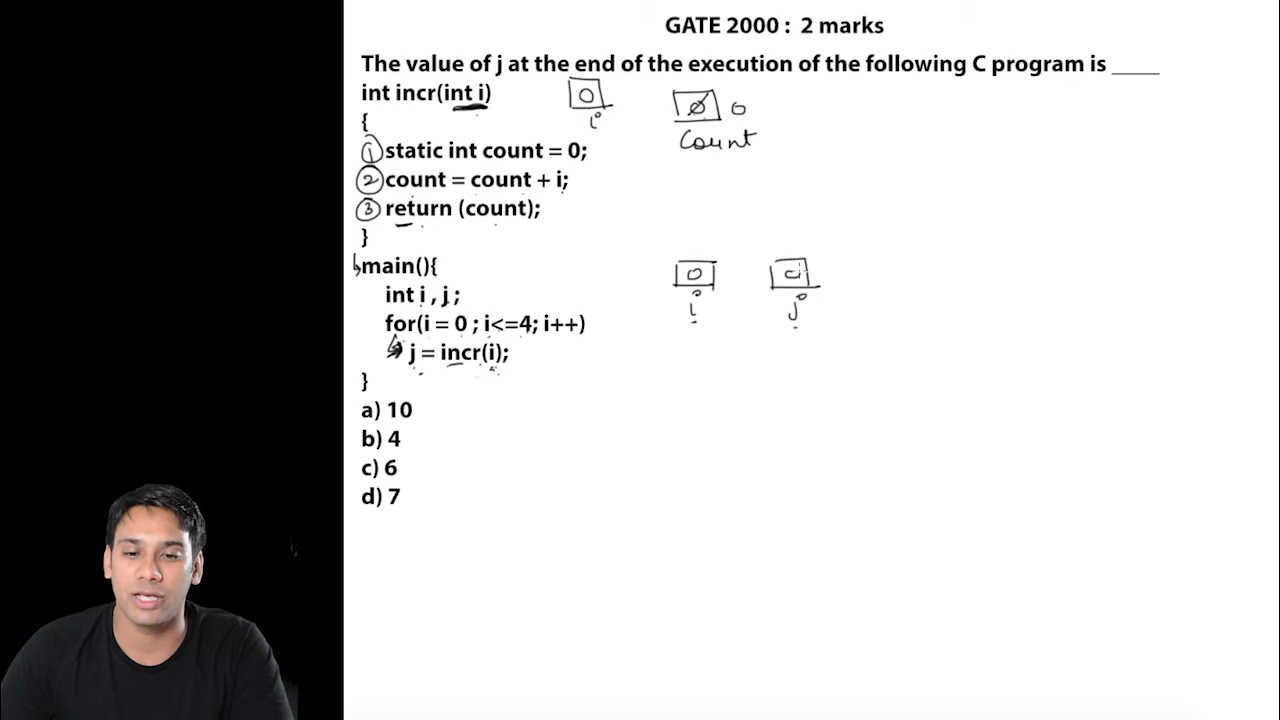 GATE 2000 : 2 marks
The value of j at the end of the execution of the following C program is ____
int incr(int i)
0
i
0 0
Count
{
1 static int count = 0;
2 count = count + i;
3 return (count);
}
main(){
int i , j ;
0 0
i j
for(i = 0 ; i<=4; i++)
j = incr(i);
}
a) 10
b) 4
c) 6
d) 7